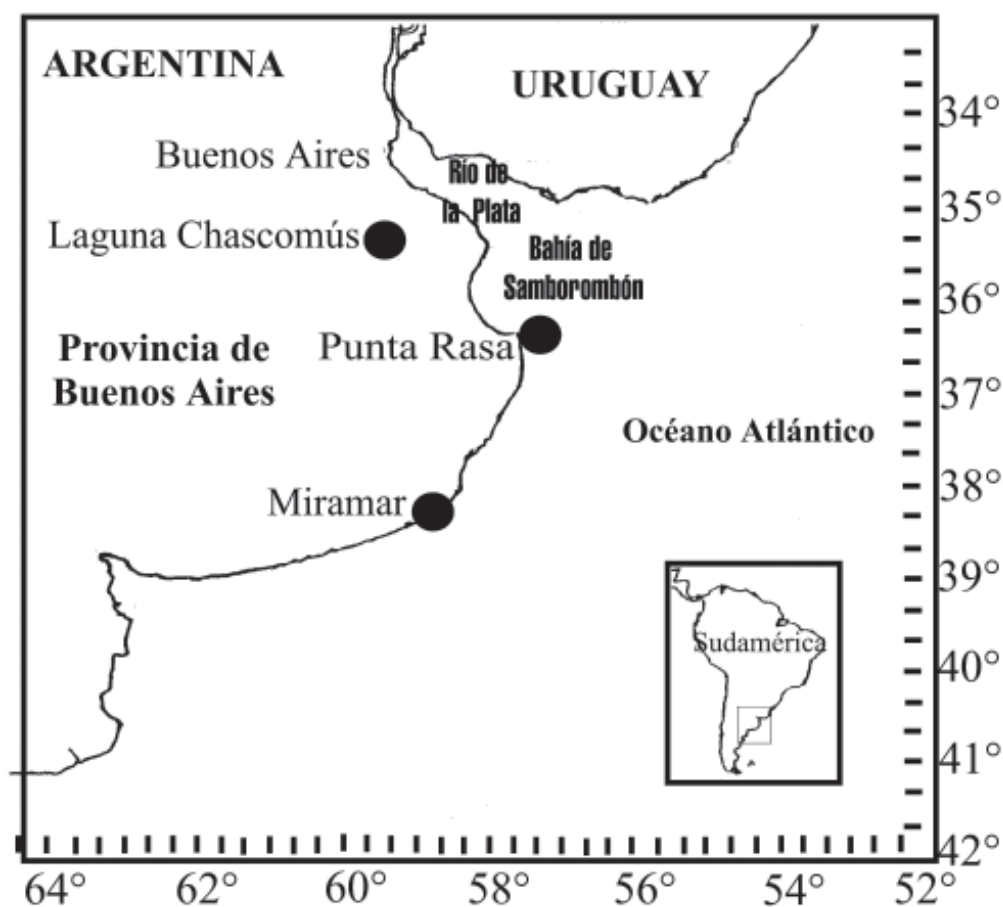 ARGENTINA
URUGUAY
Buenos Aires
Río de
la Plata
Laguna Chascomús
Bahía de
Samborombón
Provincia de
Buenos Aires
Punta Rasa
Océano Atlántico
Miramar
Sudamérica
34°
35°
36°
37°
38°
39°
40°
41°
42°
64° 62° 60° 58° 56° 54° 52°